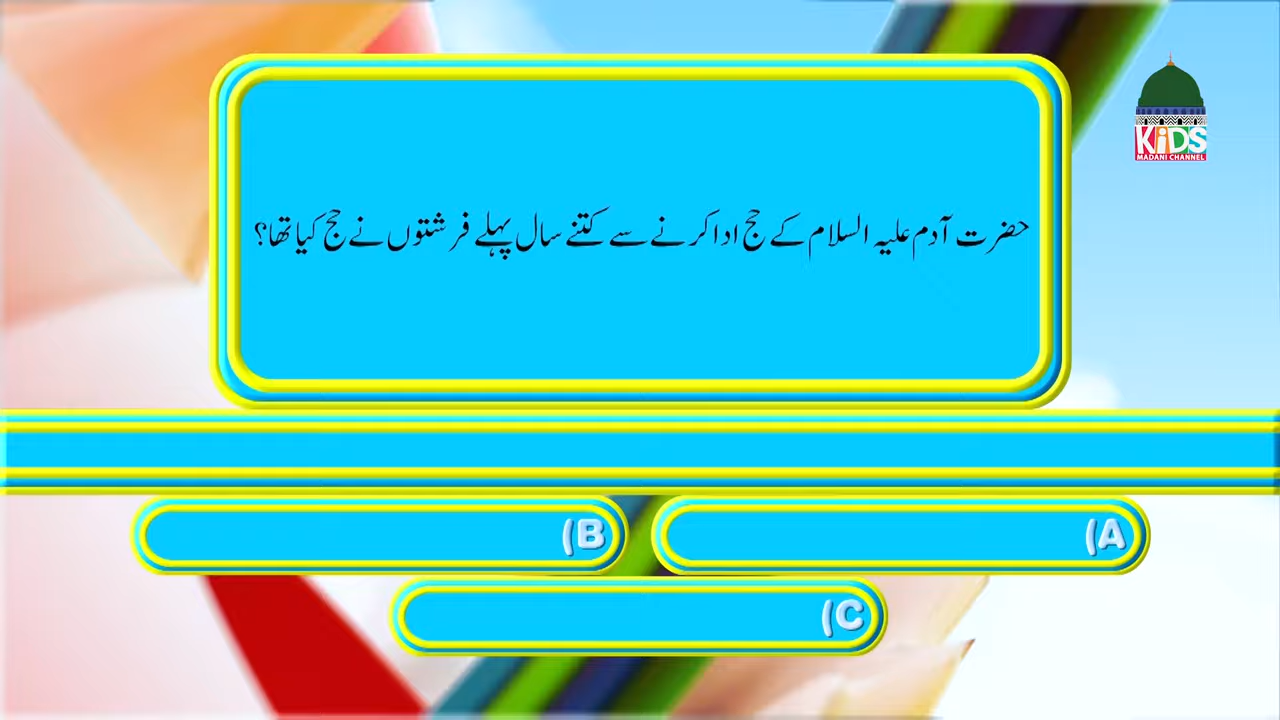 KiDS
MADANI CHANNEL
حضرت آدم علیہ السلام کے حج ادا کرنے سے کتنے سال پہلے فرشتوں نے حج کیا تھا؟
(A
(B
(C